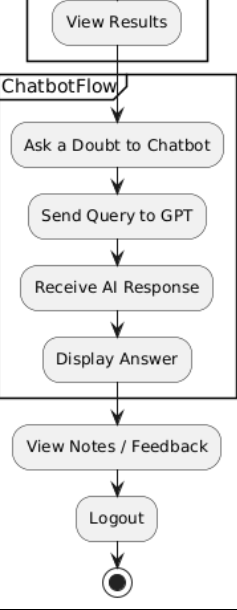 View Results
ChatbotFlow
Ask a Doubt to Chatbot
Send Query to GPT
Receive AI Response
Display Answer
View Notes / Feedback
Logout